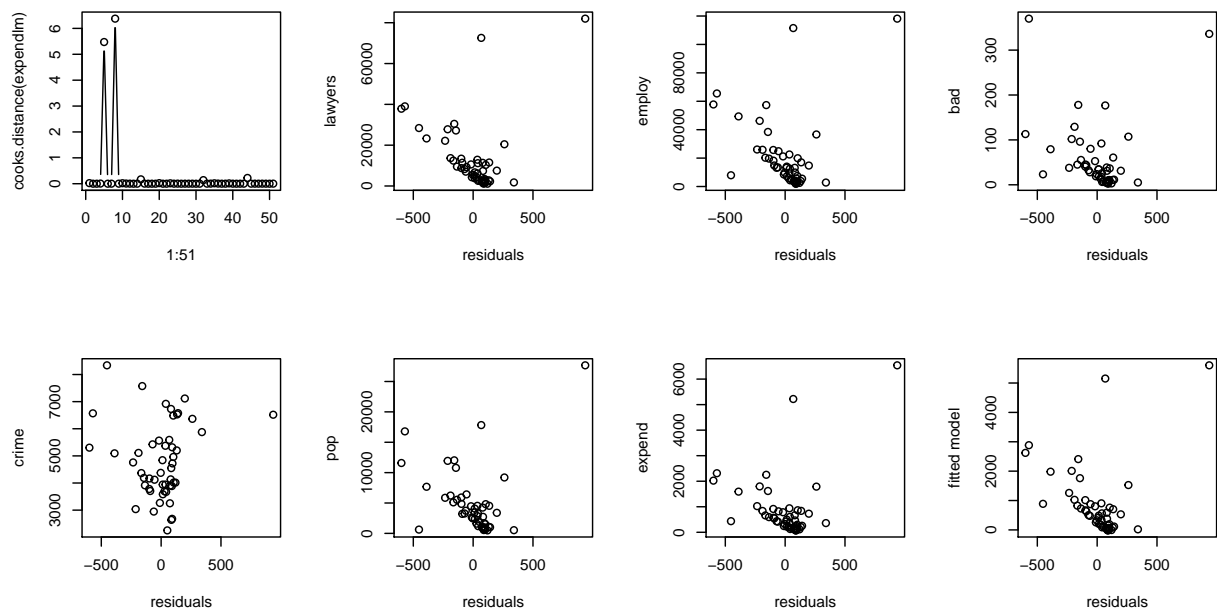 cooks.distance(expendlm)
0 1 2 3 4 5 6
0 10 20 30 40 50
1:51
lawyers
0 20000 60000
−500 0 500
residuals
employ
0 40000 80000
−500 0 500
residuals
bad
0 100 200 300
−500 0 500
residuals
crime
3000 5000 7000
−500 0 500
residuals
pop
0 10000 20000
−500 0 500
residuals
expend
0 2000 4000 6000
−500 0 500
residuals
fitted model
0 2000 4000
−500 0 500
residuals